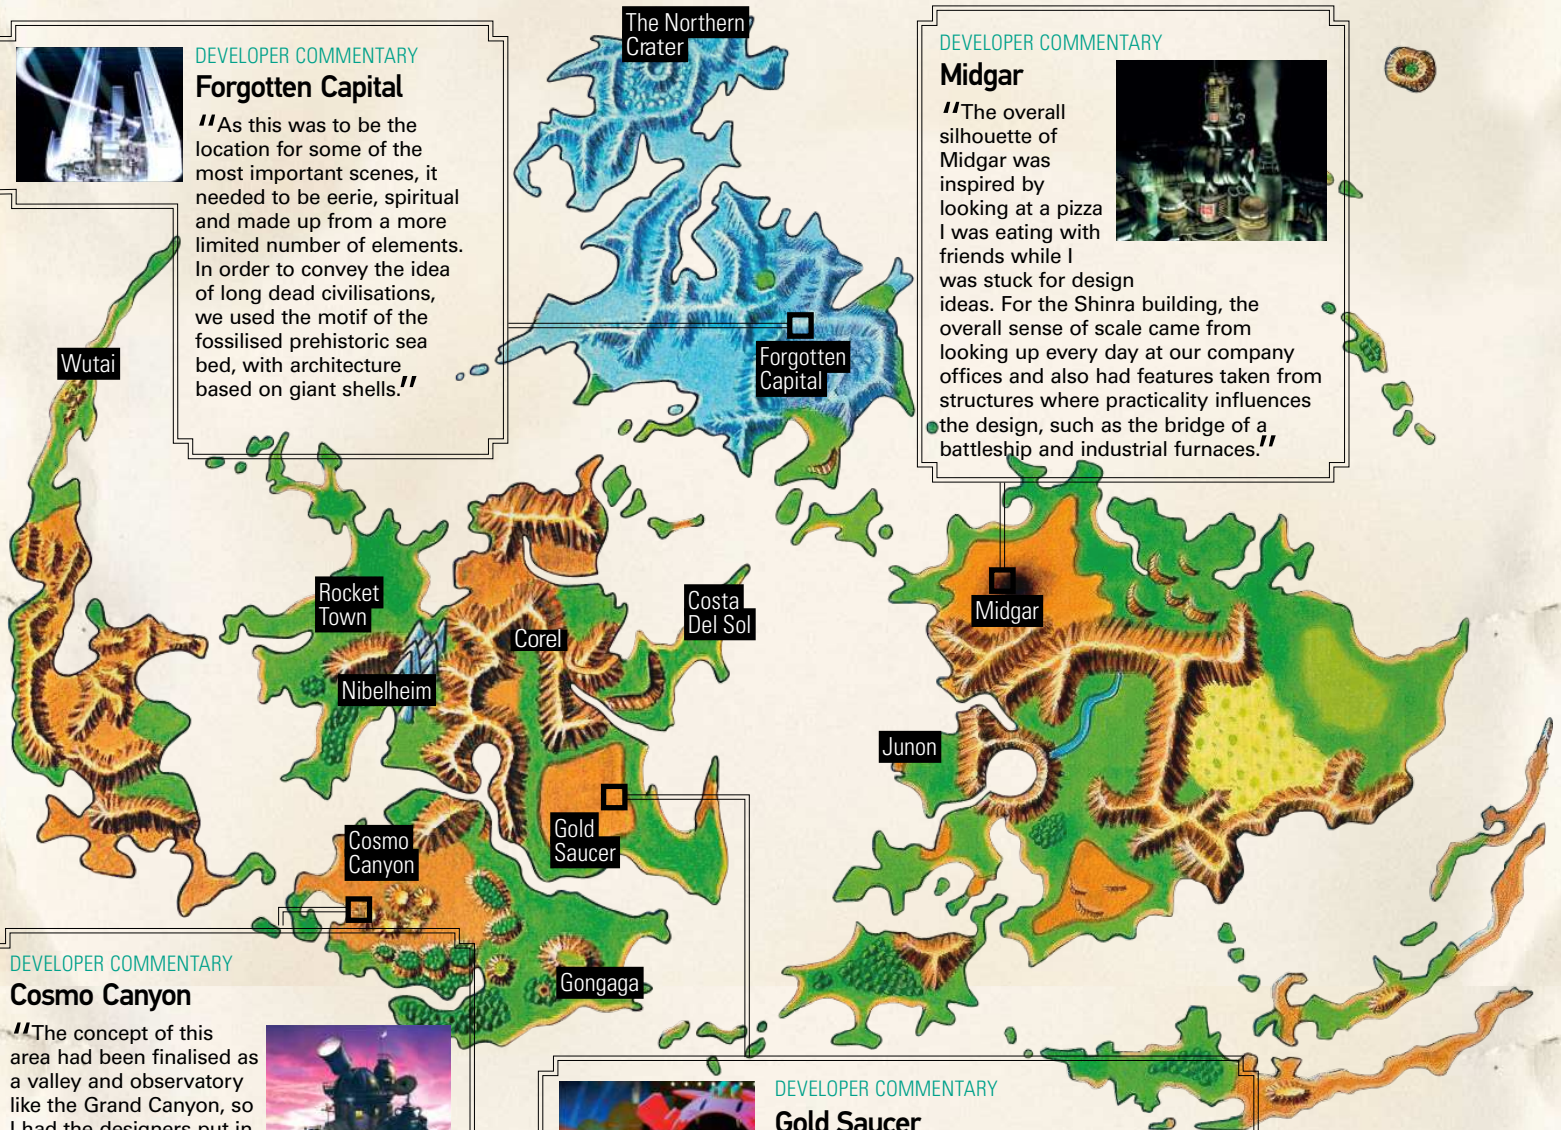 DEVELOPER COMMENTARY
Forgotten Capital
"As this was to be the
location for some of the
most important scenes, it
needed to be eerie, spiritual
and made up from a more
limited number of elements.
In order to convey the idea
of long dead civilisations,
we used the motif of the
fossilised prehistoric sea
bed, with architecture
based on giant shells."
The Northern
Crater
DEVELOPER COMMENTARY
Midgar
"The overall
silhouette of
Midgar was
inspired by
looking at a pizza
I was eating with
friends while I
was stuck for design
ideas. For the Shinra building, the
overall sense of scale came from
looking up every day at our company
offices and also had features taken from
structures where practicality influences
the design, such as the bridge of a
battleship and industrial furnaces."
Wutai
Forgotten
Capital
Rocket
Town
Corel
Costa
Del Sol
Midgar
Nibelheim
Junon
Cosmo
Canyon
Gold
Saucer
Gongaga
DEVELOPER COMMENTARY
Cosmo Canyon
"The concept of this
area had been finalised as
a valley and observatory
like the Grand Canyon, so
I had the designers put in
DEVELOPER COMMENTARY
Gold Saucer